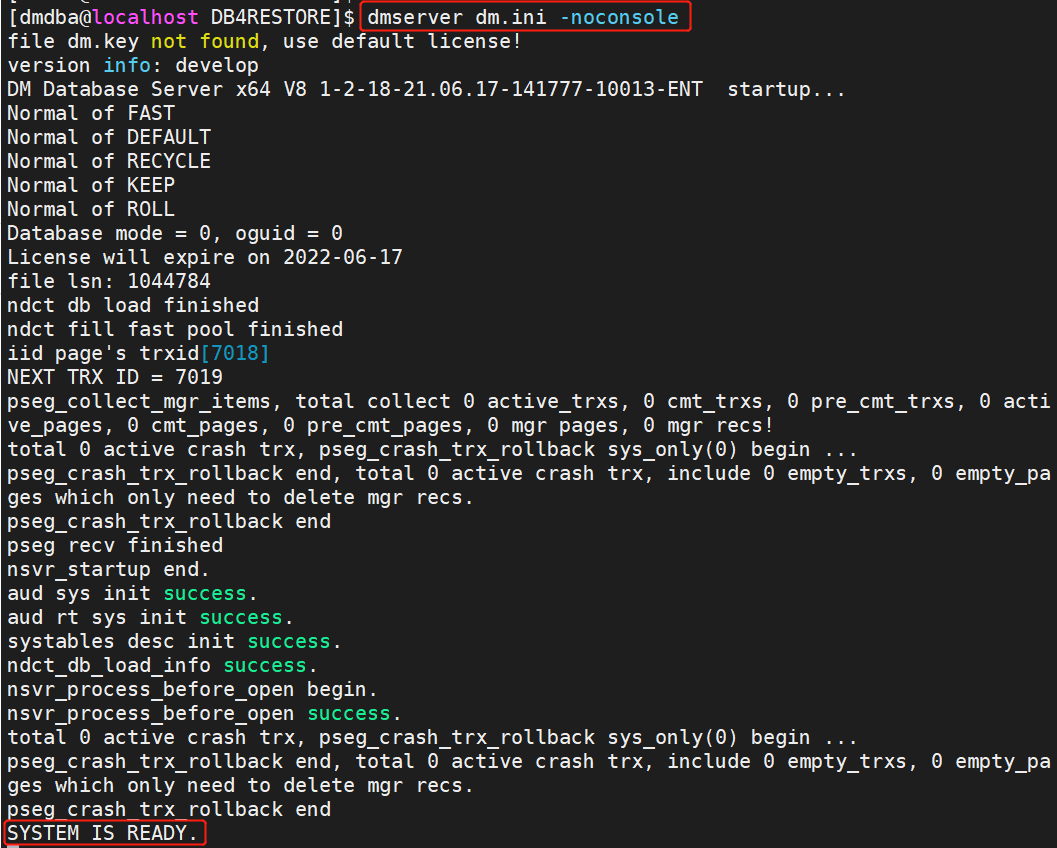 [dmdba@localhost DB4RESTORE]$ dmserver dm.ini -noconsole
file dm.key not found, use default license!
version info: develop
DM Database Server x64 V8 1-2-18-21.06.17-141777-10013-ENT  startup...
Normal of FAST
Normal of DEFAULT
Normal of RECYCLE
Normal of KEEP
Normal of ROLL
Database mode = 0, oguid = 0
License will expire on 2022-06-17
file lsn: 1044784
ndct db load finished
ndct fill fast pool finished
iid page's trxid[7018]
NEXT TRX ID = 7019
pseg_collect_mgr_items, total collect 0 active_trxs, 0 cmt_trxs, 0 pre_cmt_trxs, 0 acti
ve_pages, 0 cmt_pages, 0 pre_cmt_pages, 0 mgr pages, 0 mgr recs!
total 0 active crash trx, pseg_crash_trx_rollback sys_only(0) begin ...
pseg_crash_trx_rollback end, total 0 active crash trx, include 0 empty_trxs, 0 empty_pa
ges which only need to delete mgr recs.
pseg_crash_trx_rollback end
pseg recv finished
nsvr_startup end.
aud sys init success.
aud rt sys init success.
systables desc init success.
ndct_db_load_info success.
nsvr_process_before_open begin.
nsvr_process_before_open success.
total 0 active crash trx, pseg_crash_trx_rollback sys_only(0) begin ...
pseg_crash_trx_rollback end, total 0 active crash trx, include 0 empty_trxs, 0 empty_pa
ges which only need to delete mgr recs.
pseg_crash_trx_rollback end
SYSTEM IS READY.